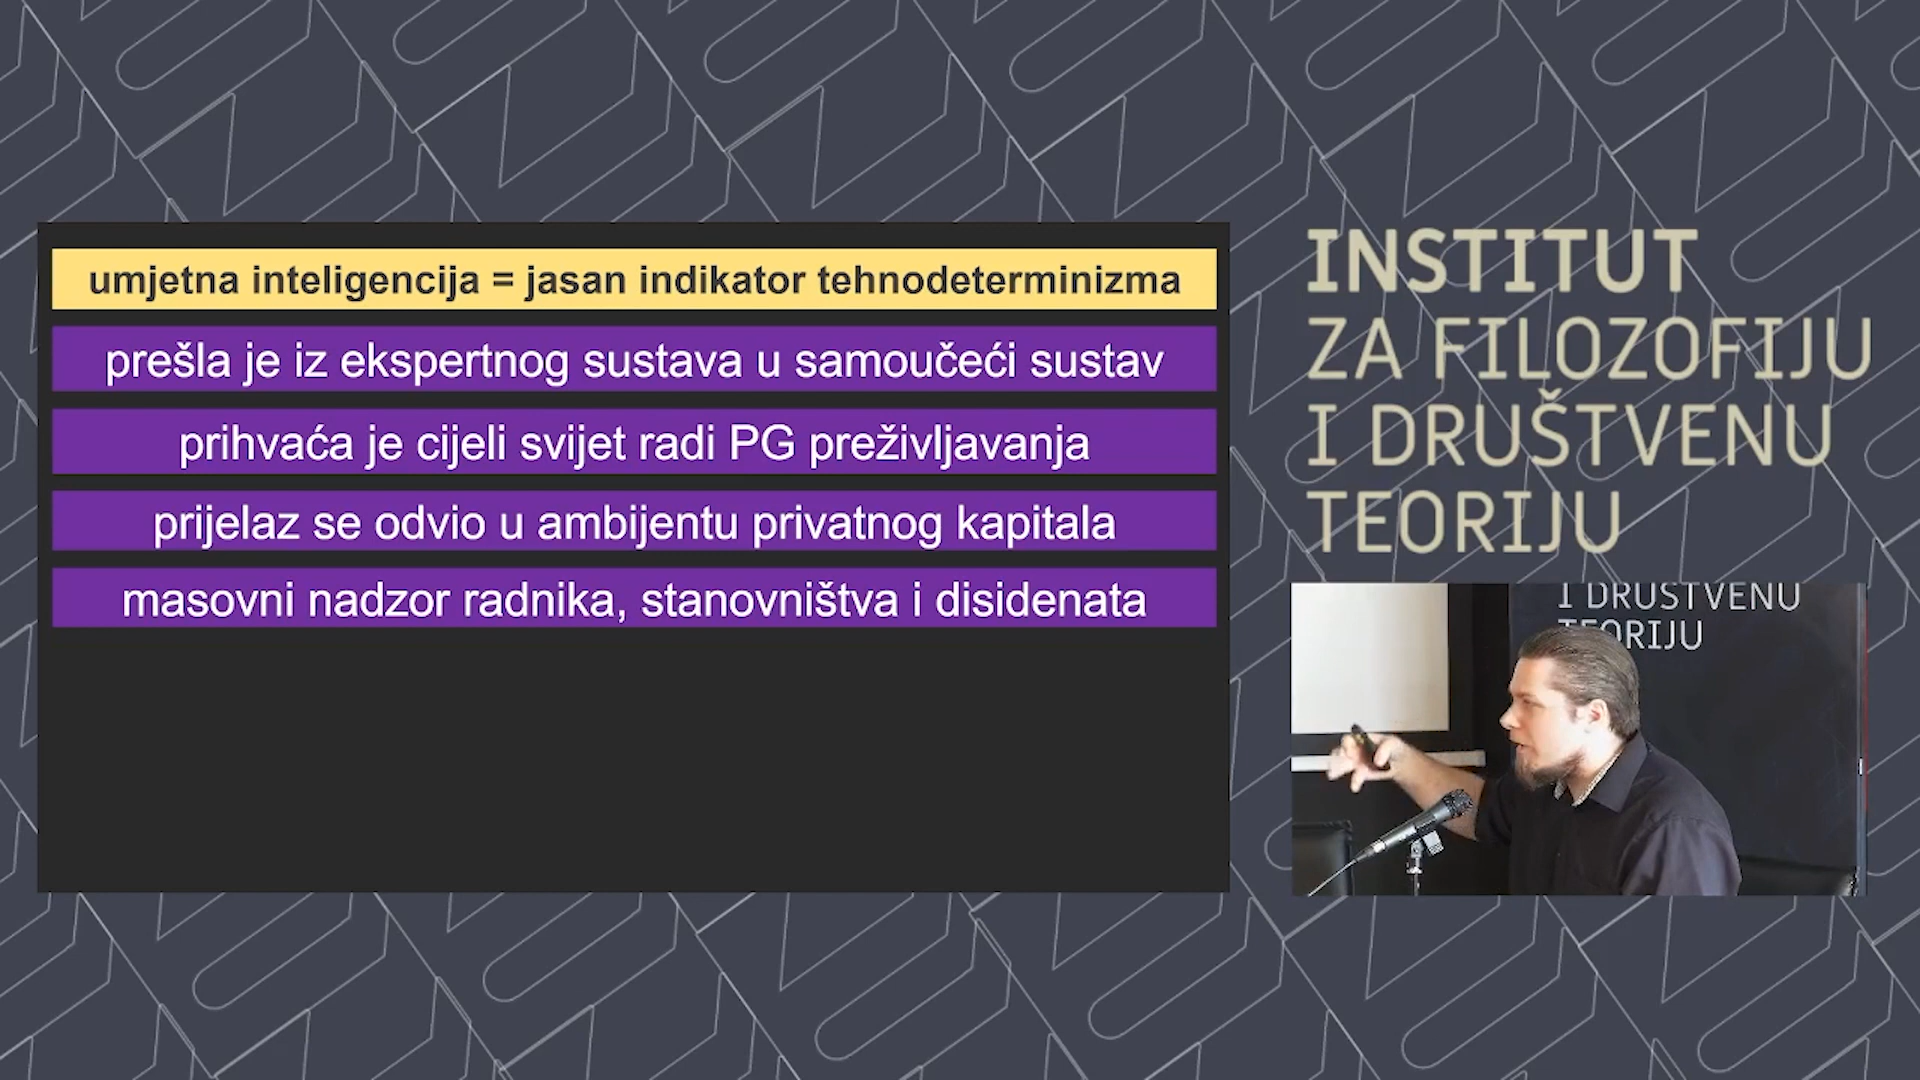 umjetna inteligencija = jasan indikator tehnodeterminizma
prešla je iz ekspertnog sustava u samoučeći sustav
prihvaća je cijeli svijet radi PG preživljavanja
prijelaz se odvio u ambijentu privatnog kapitala
masovni nadzor radnika, stanovništva i disidenata
INSTITUT
ZA FILOZOFIJU
I DRUŠTVENU
TEORIJU
I DRUŠTVENU
TEORIJU